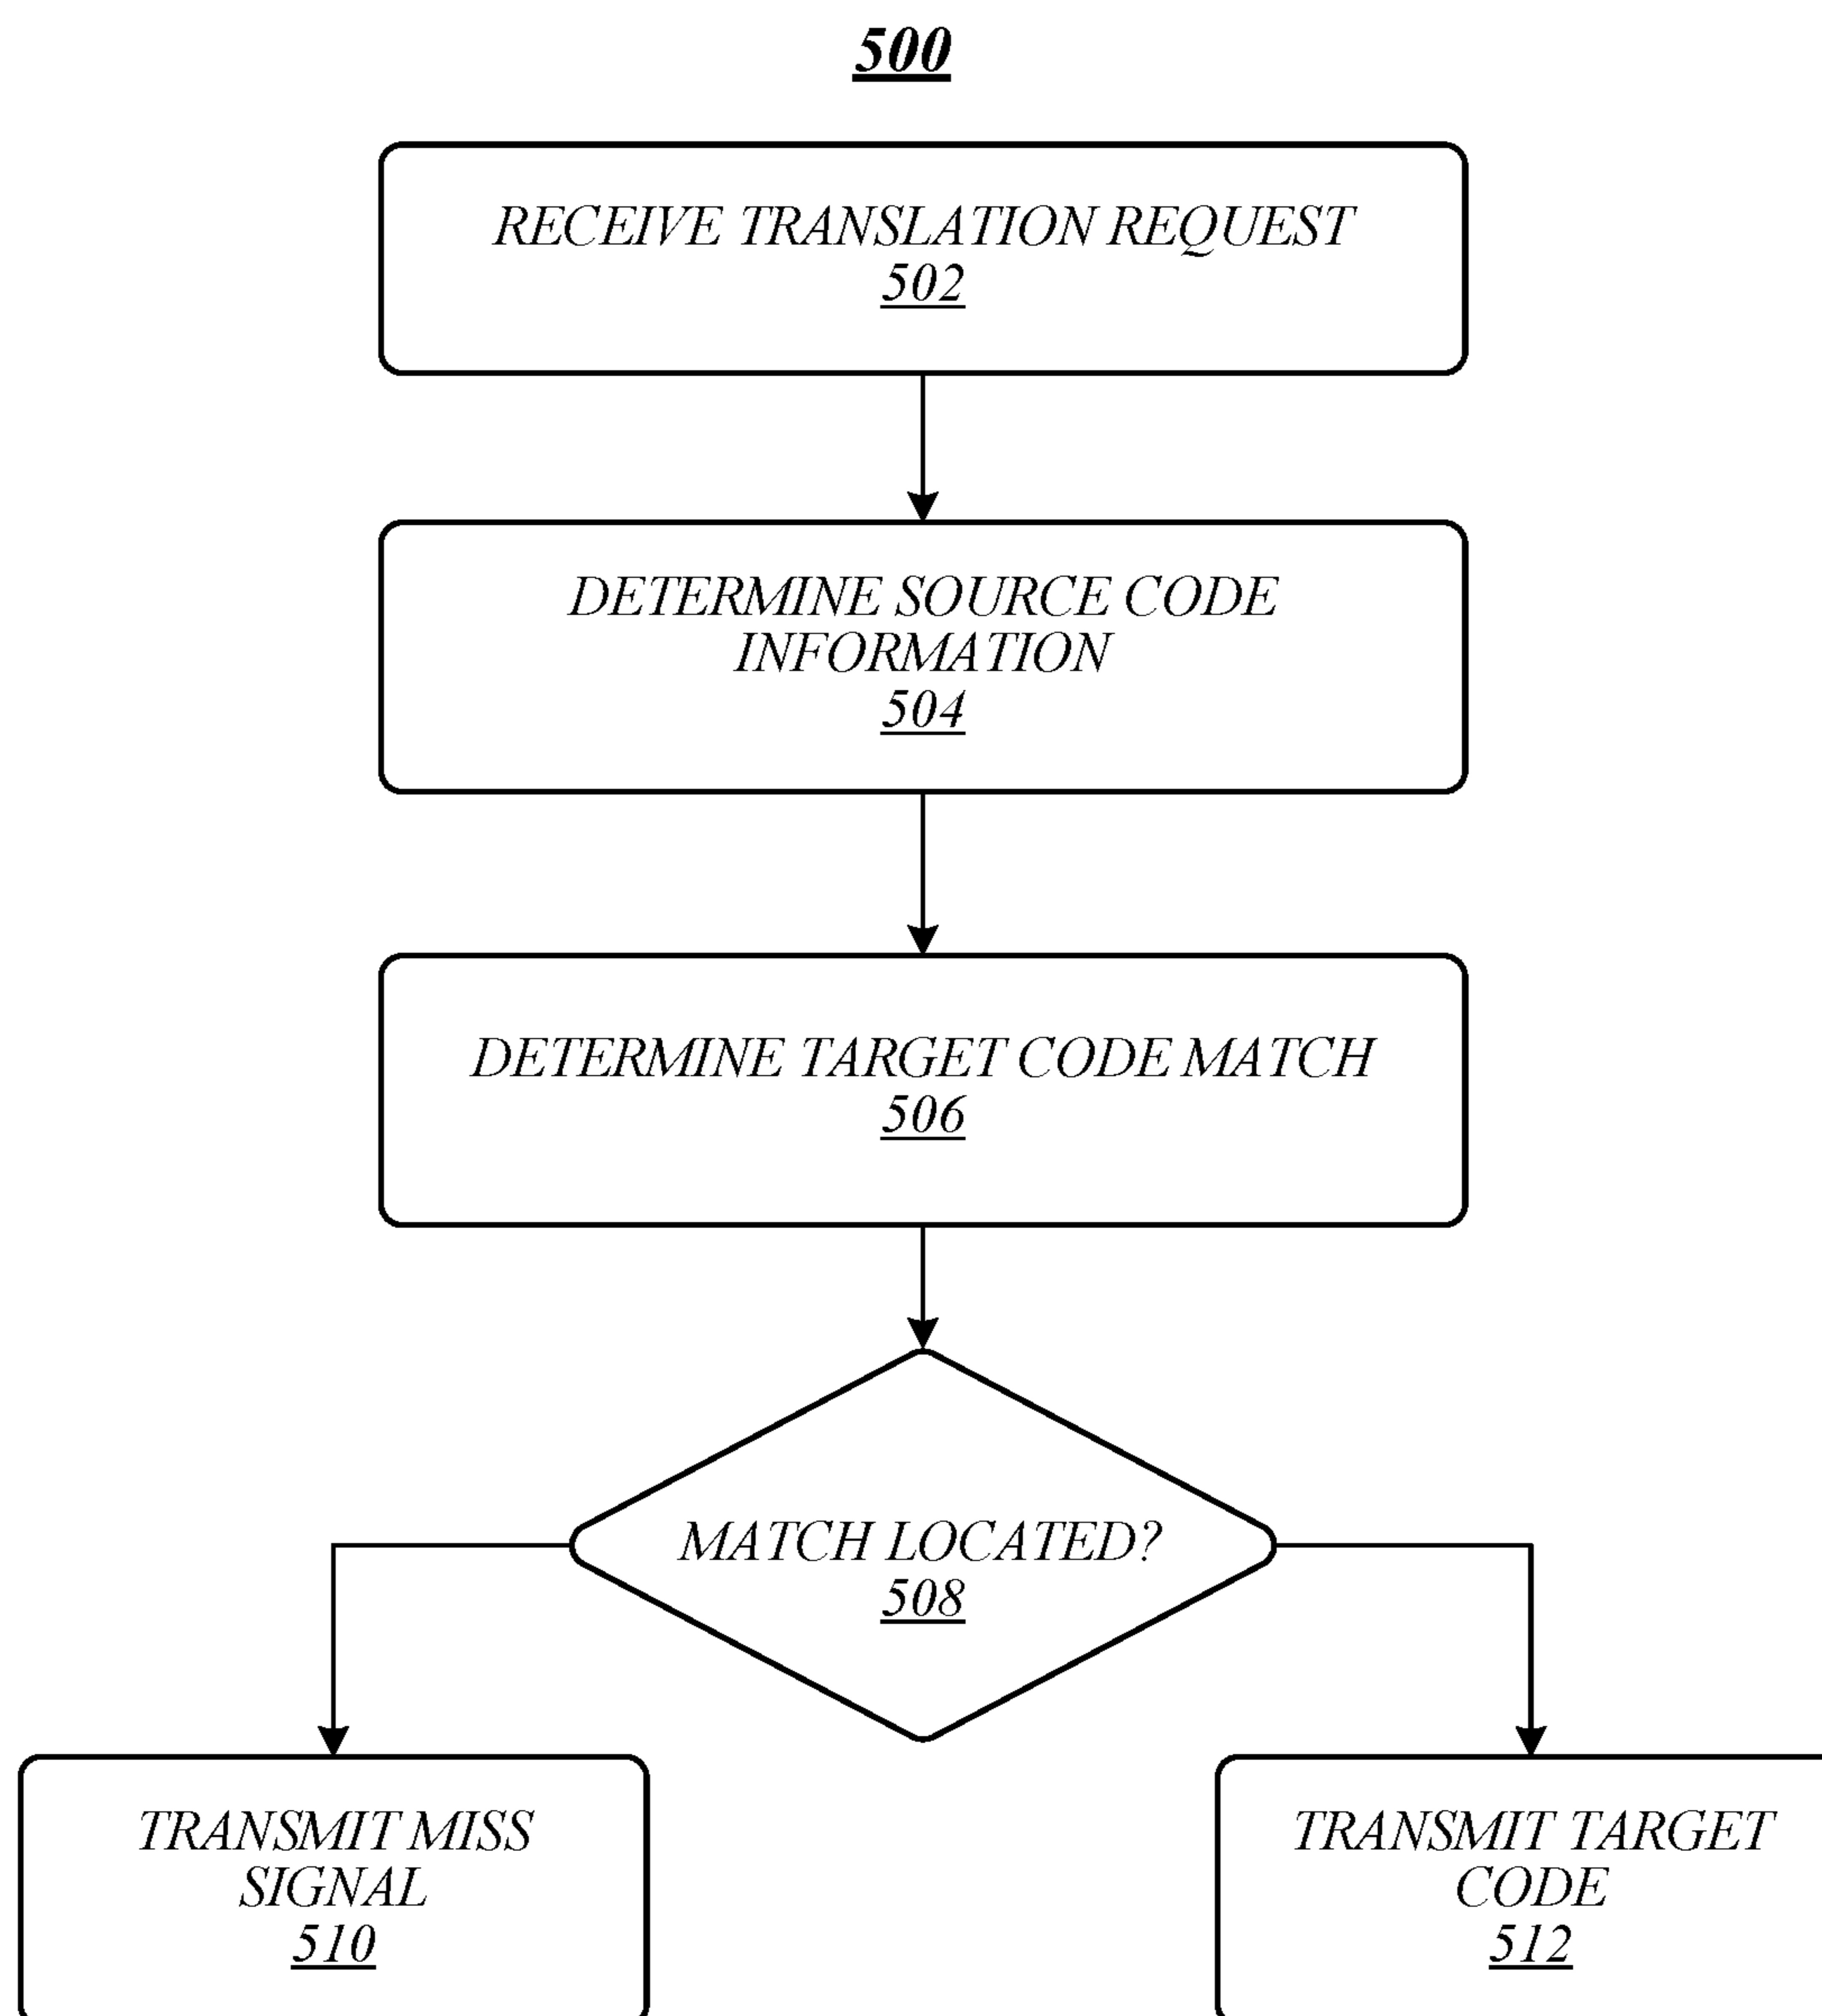 500
RECEIVE TRANSLATION REQUEST
502
DETERMINE SOURCE CODE
INFORMATION
504
DETERMINE TARGET CODE MATCH
506
MATCH LOCATED?
508
TRANSMIT MISS
SIGNAL
510
TRANSMIT TARGET
CODE
512